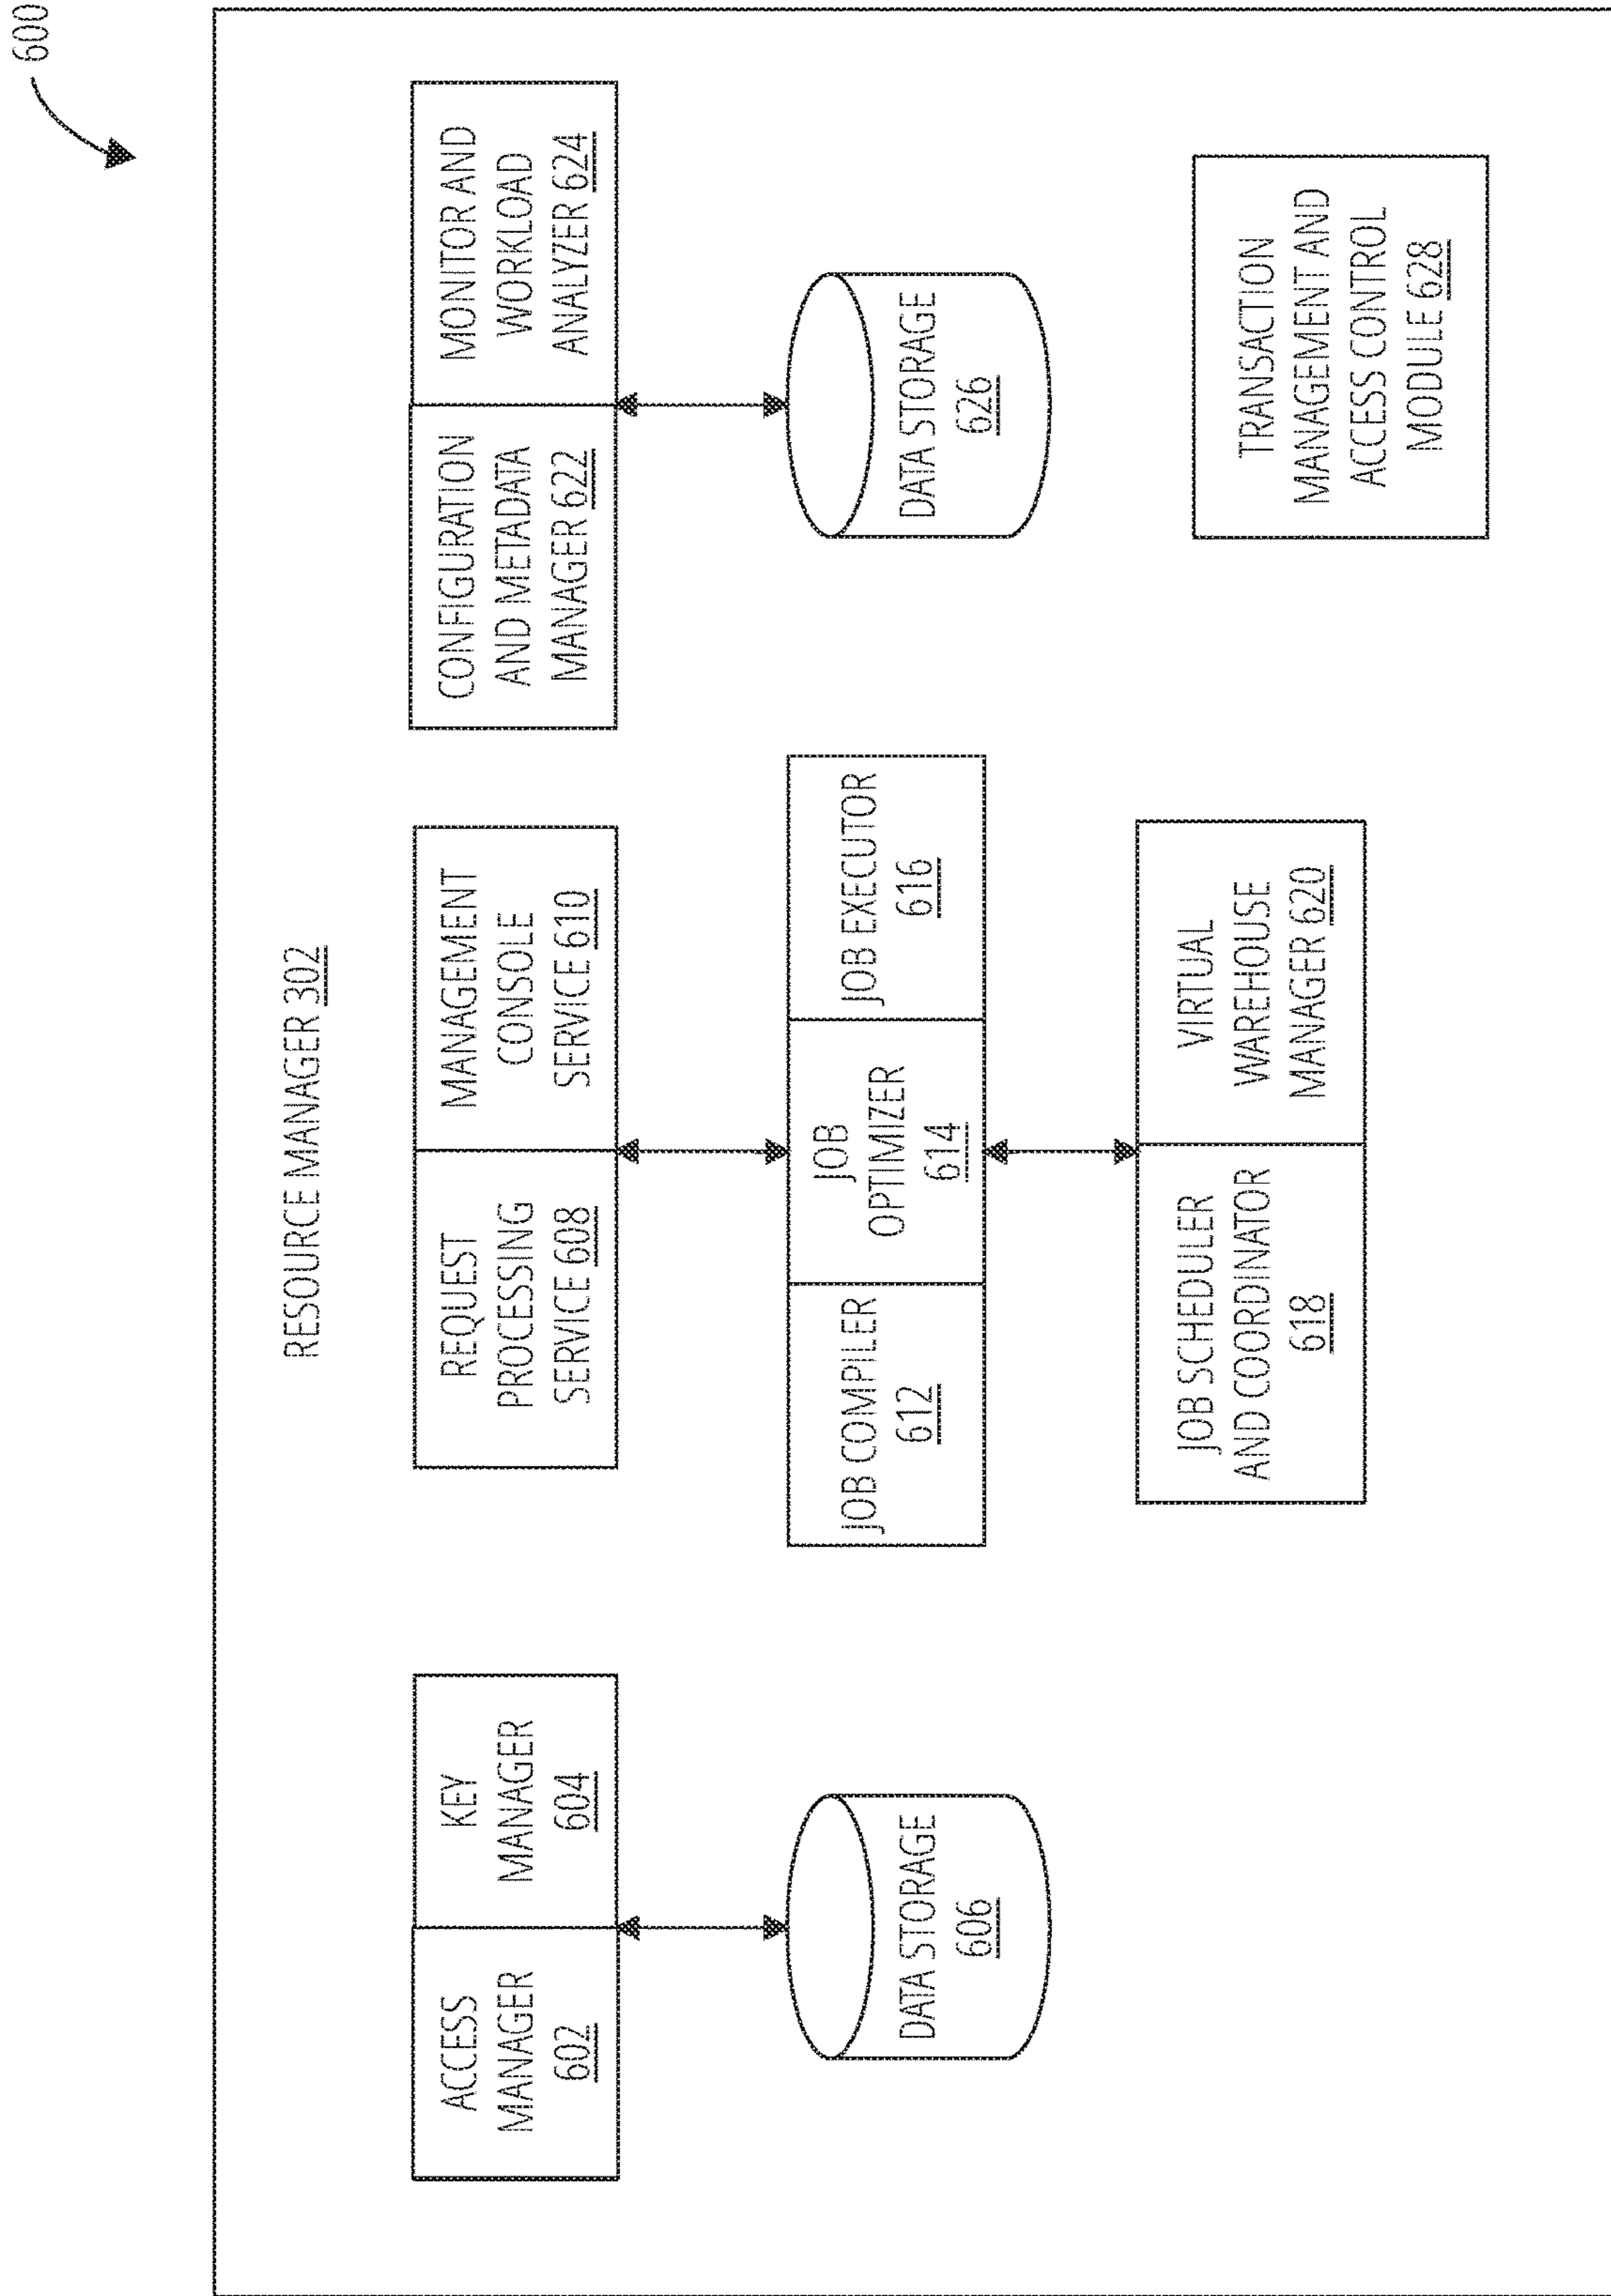 600
RESOURCE MANAGER 302
ACCESS
MANAGER
602
KEY
MANAGER
604
DATA STORAGE
606
REQUEST
PROCESSING
SERVICE 608
MANAGEMENT
CONSOLE
SERVICE 610
JOB COMPILER
612
JOB
OPTIMIZER
614
JOB EXECUTOR
616
JOB SCHEDULER
AND COORDINATOR
618
VIRTUAL
WAREHOUSE
MANAGER 620
CONFIGURATION
AND METADATA
MANAGER 622
MONITOR AND
WORKLOAD
ANALYZER 624
DATA STORAGE
626
TRANSACTION
MANAGEMENT AND
ACCESS CONTROL
MODULE 628